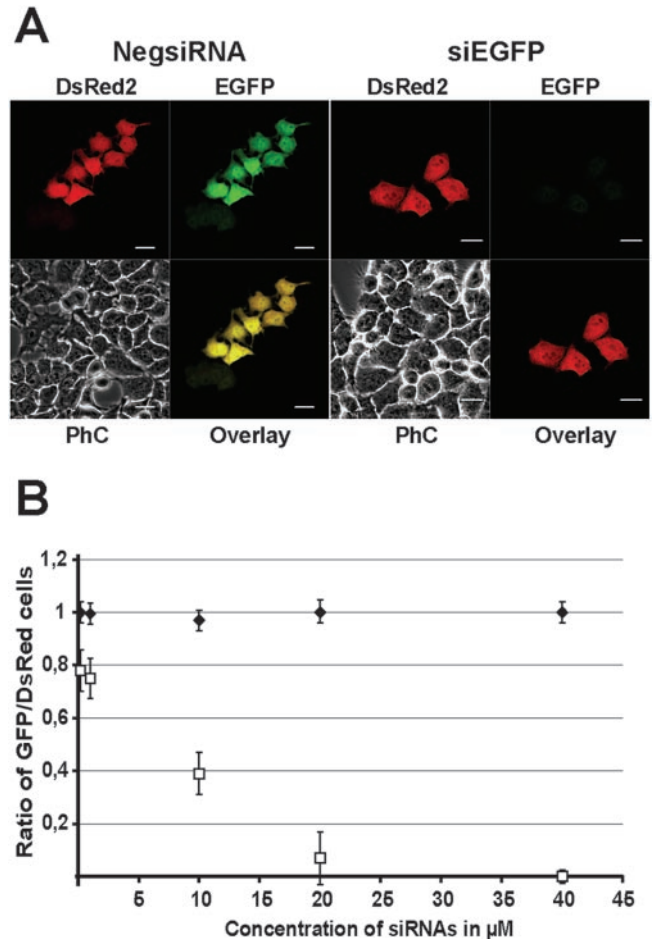 A
NegsiRNA siEGFP
DsRed2 EGFP DsRed2 EGFP
PhC Overlay PhC Overlay
B
Ratio of GFP/DsRed cells
1,2
1
0,8
0,6
0,4
0,2
5 10 15 20 25 30 35 40 45
Concentration of siRNAs in µM